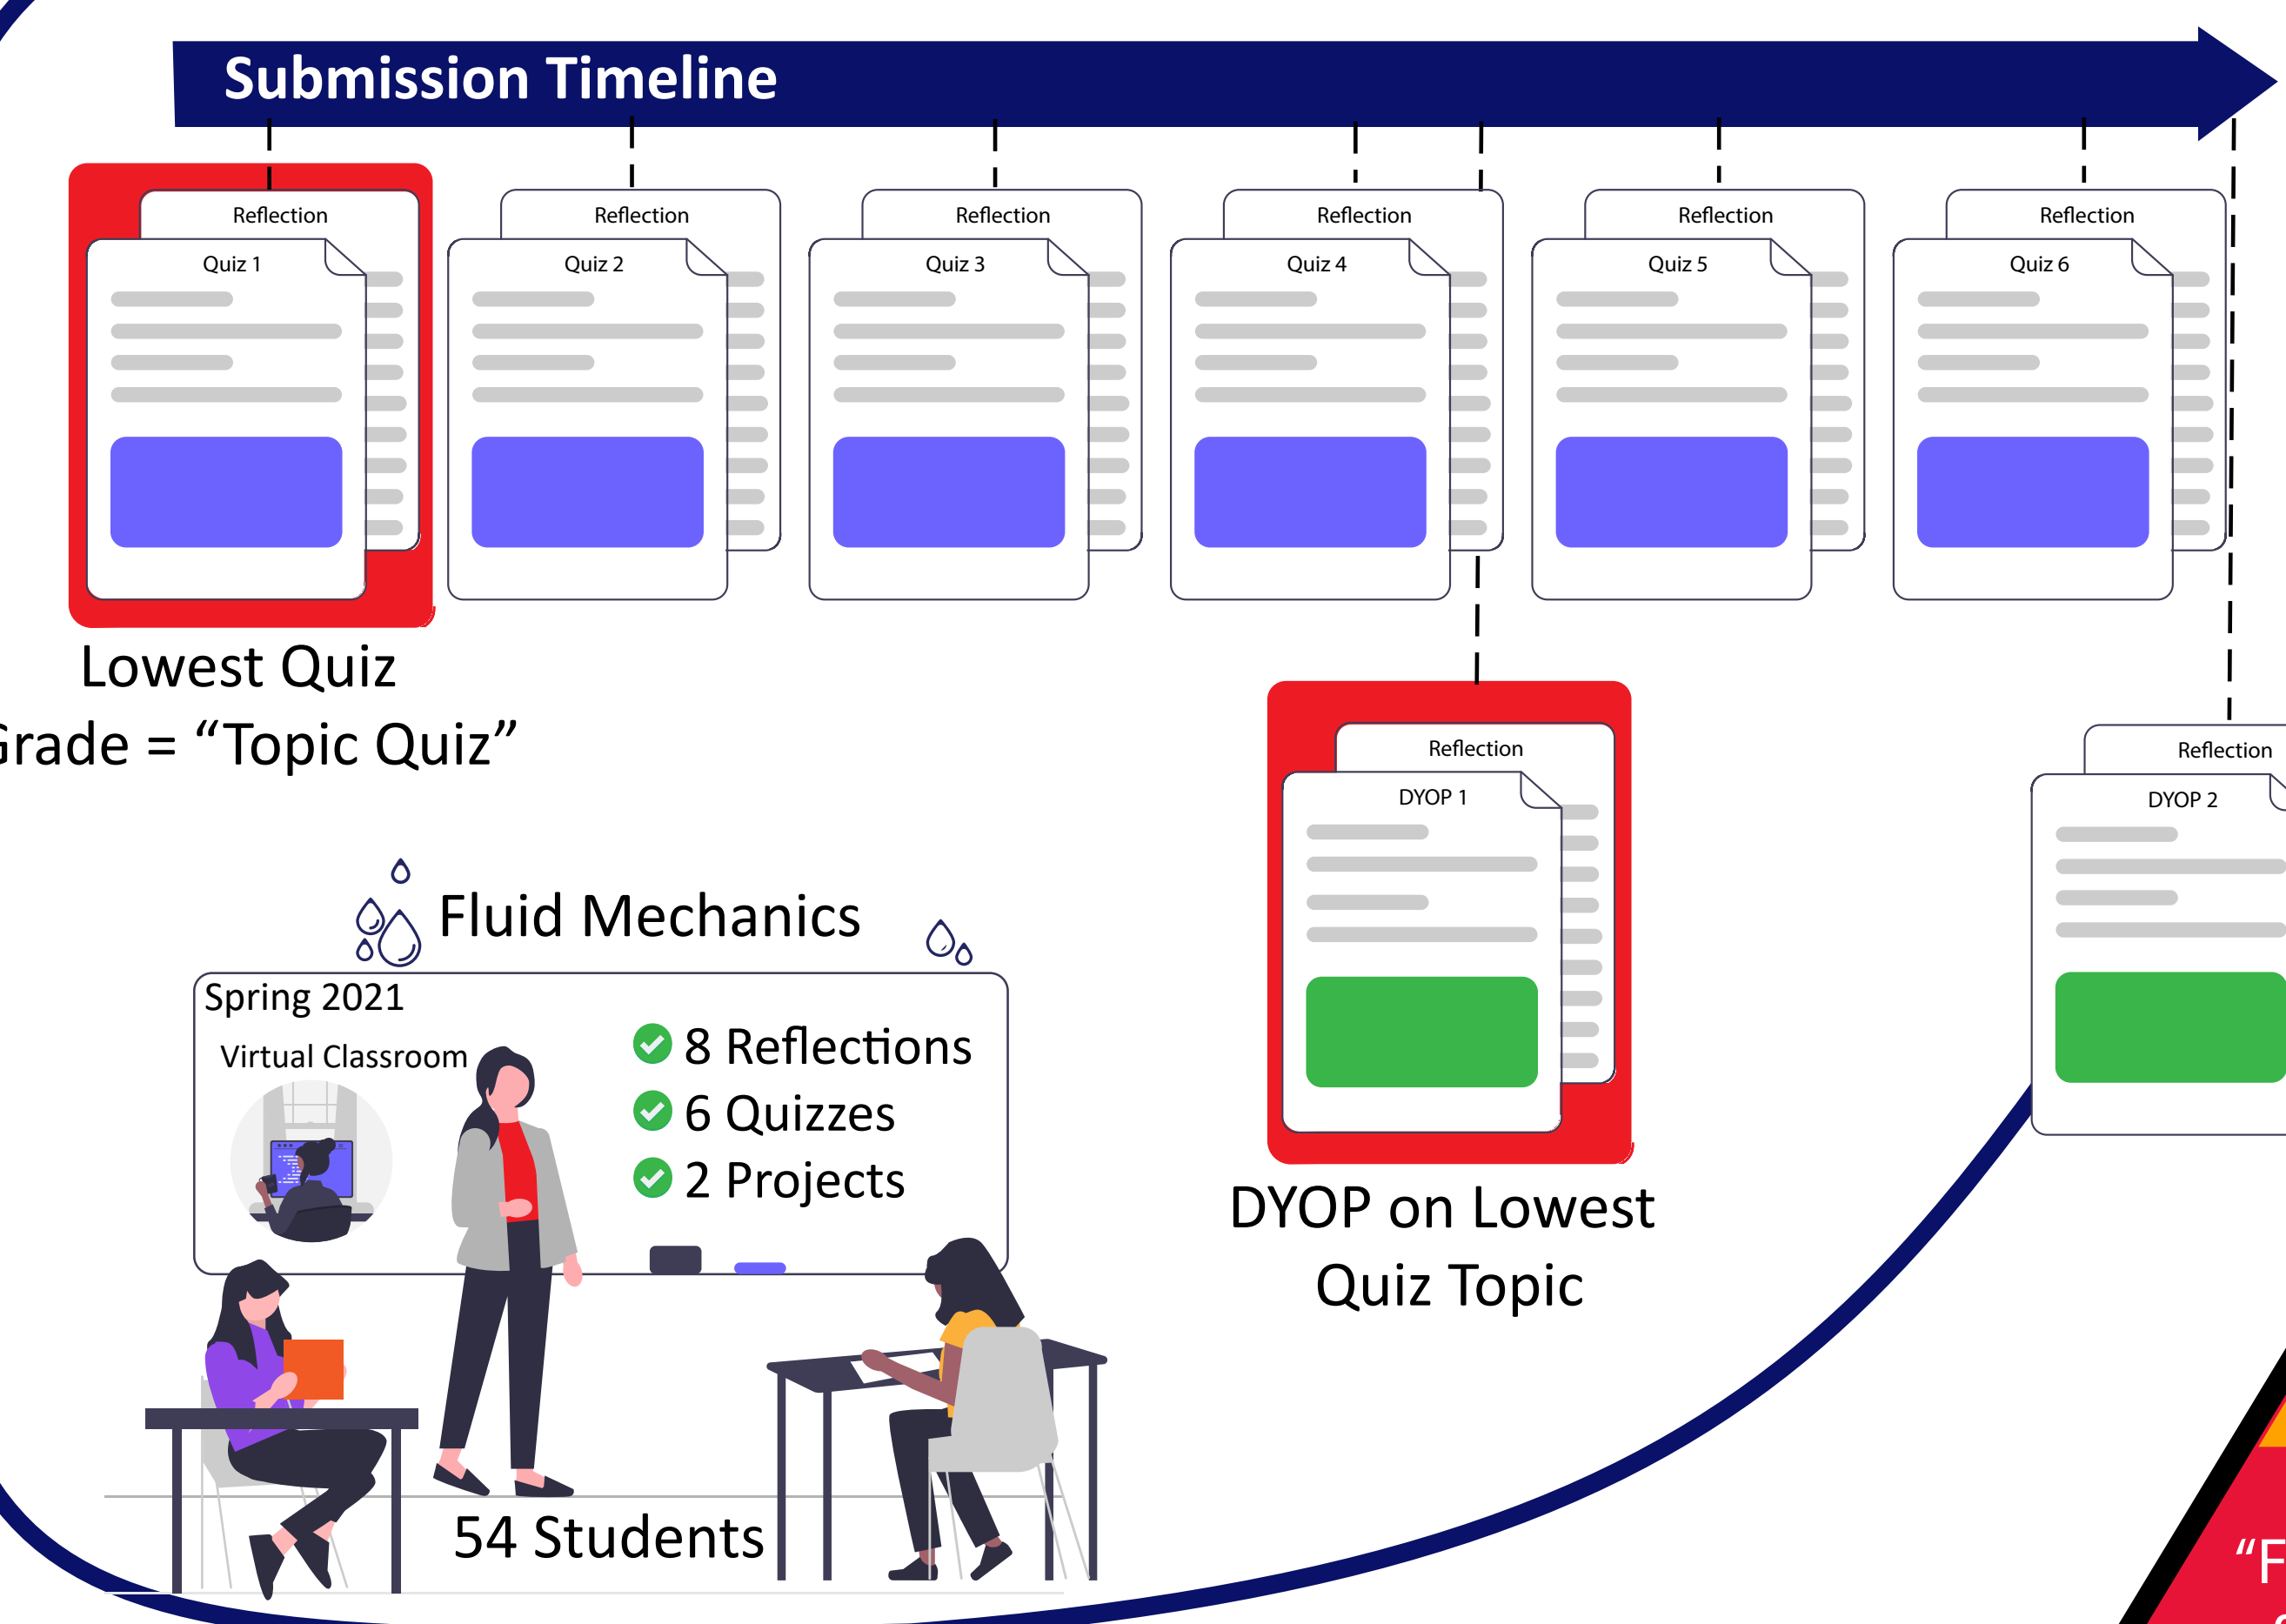 Submission Timeline
Reflection
Quiz 1
Reflection
Quiz 2
Reflection
Quiz 3
Reflection
Quiz 4
Reflection
Quiz 5
Reflection
Quiz 6
Lowest Quiz
Grade = “Topic Quiz”
Reflection
DYOP 1
DYOP on Lowest
Quiz Topic
Reflection
DYOP 2
Fluid Mechanics
Spring 2021
Virtual Classroom
8 Reflections
6 Quizzes
2 Projects
54 Students